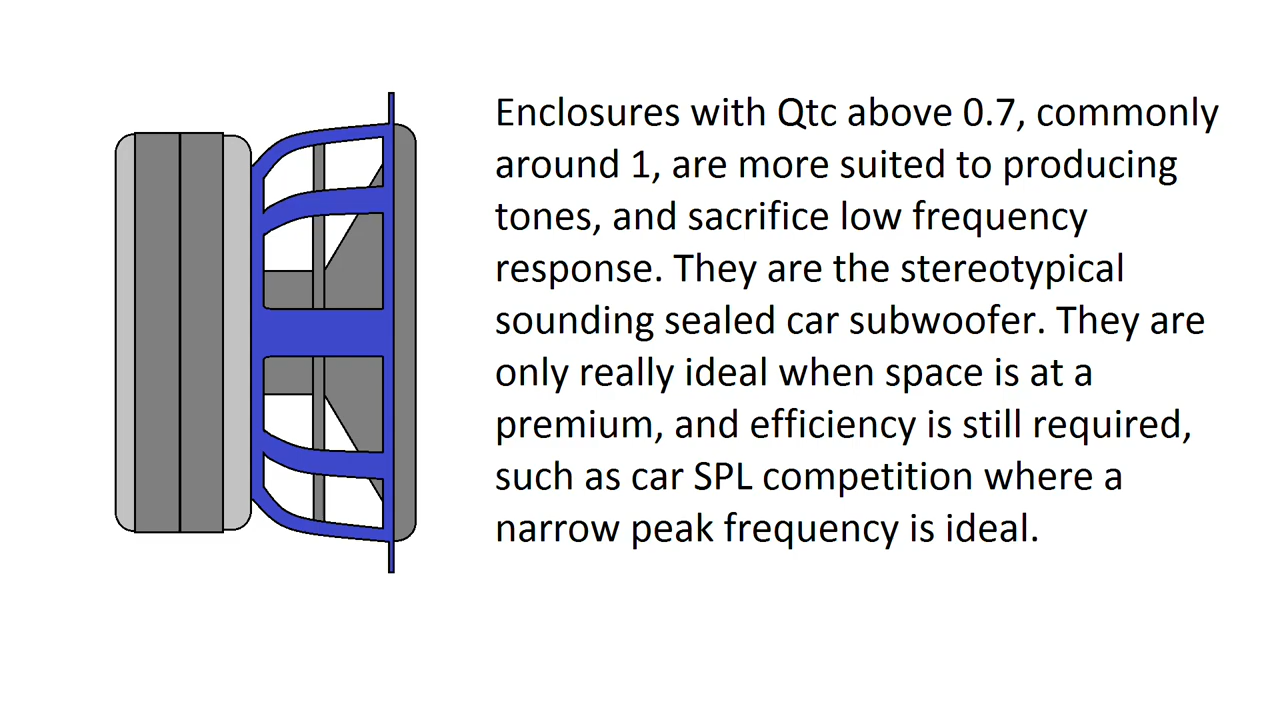 Enclosures with Qtc above 0.7, commonly
around 1, are more suited to producing
tones, and sacrifice low frequency
response. They are the stereotypical
sounding sealed car subwoofer. They are
only really ideal when space is at a
premium, and efficiency is still required,
such as car SPL competition where a
narrow peak frequency is ideal.